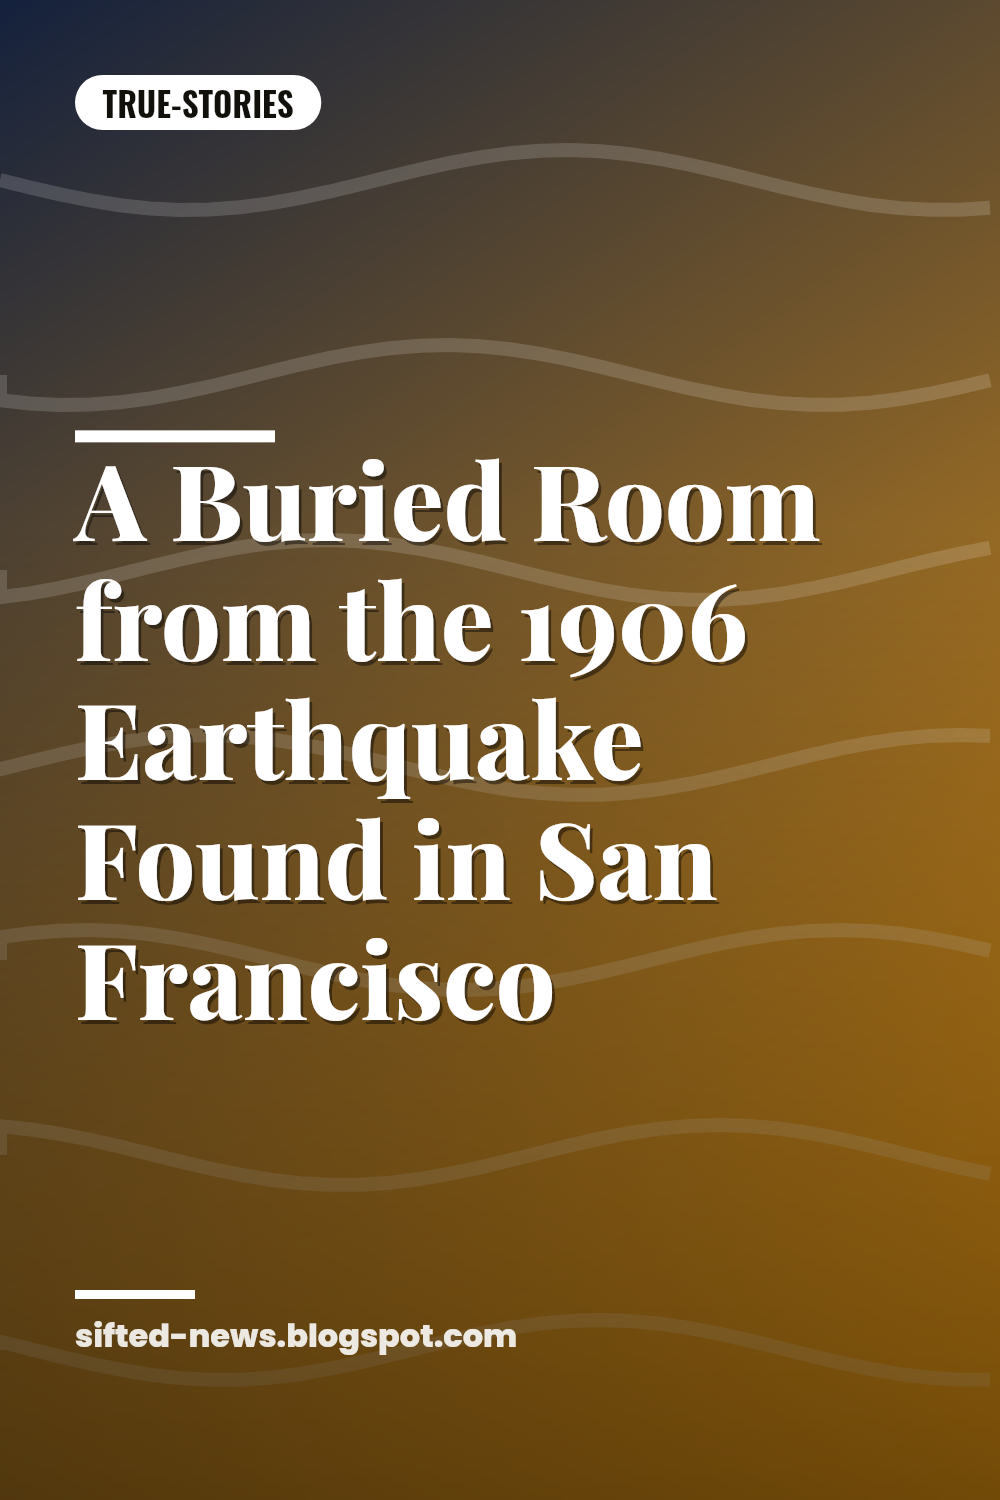 TRUE-STORIES
A Buried Room
from the 1906
Earthquake
Found in San
Francisco
sifted-news.blogspot.com